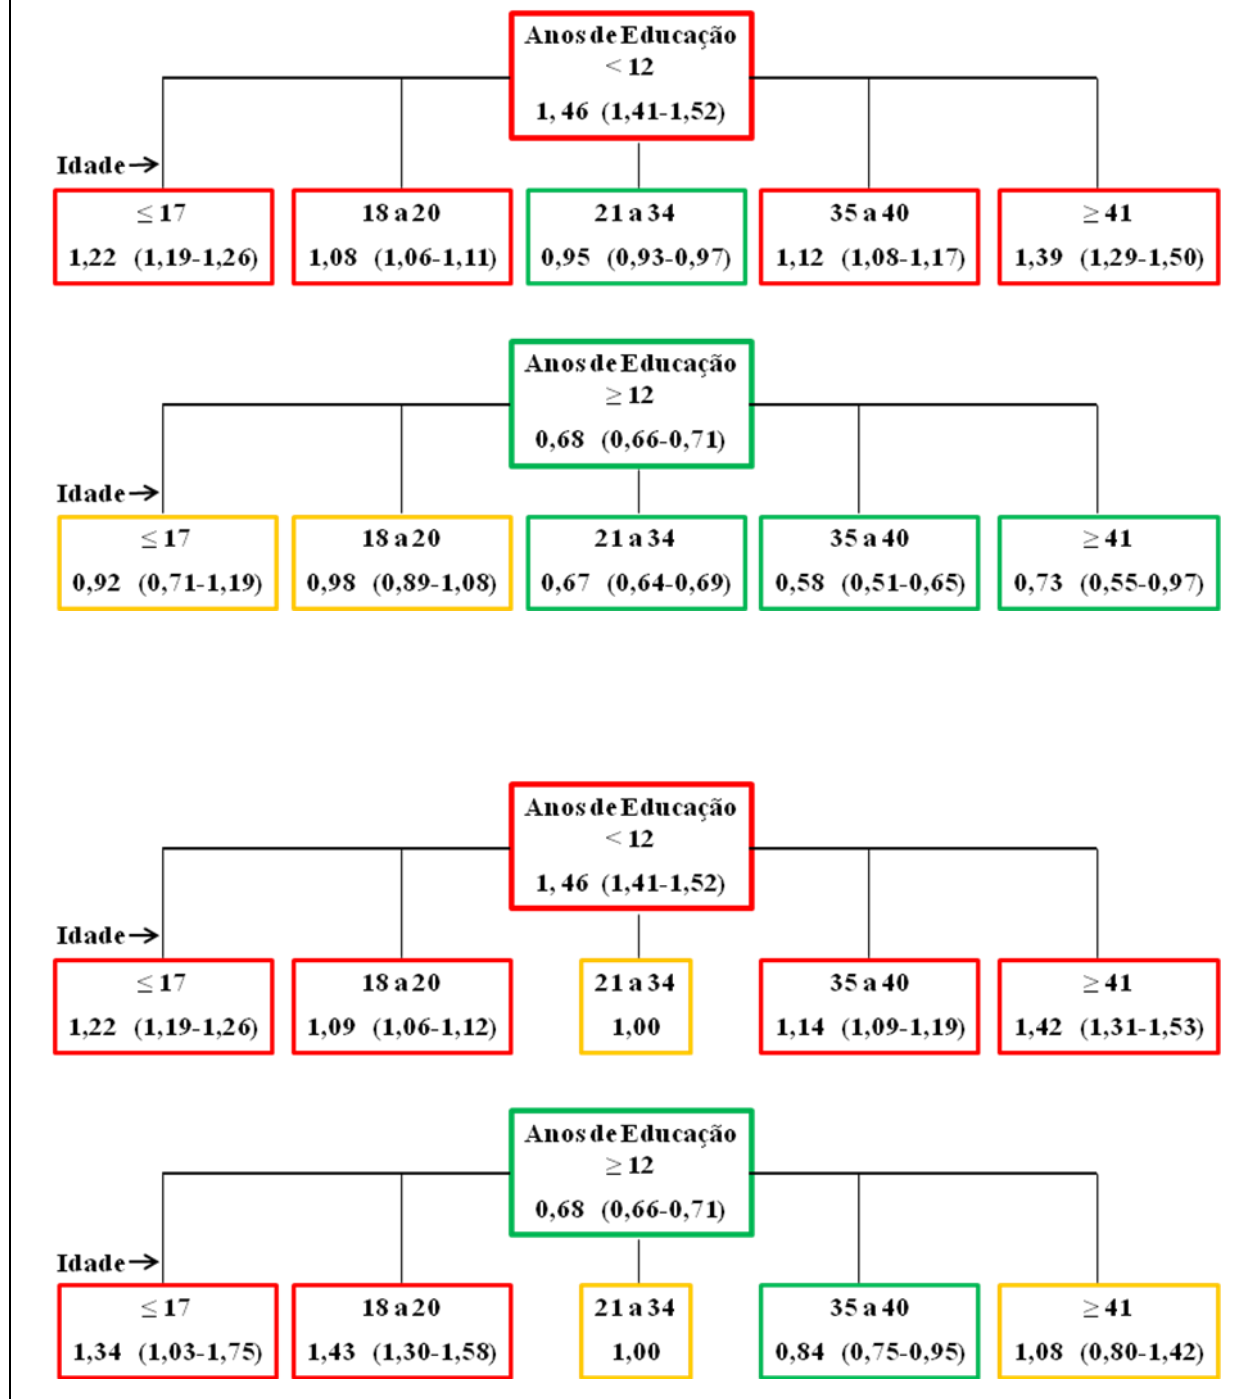 Anos de Educação
< 12
1, 46 (1,41-1,52)
Idade→
≤ 17 18 a 20 21 a 34 35 a 40 ≥ 41
1,22 (1,19-1,26) 1,08 (1,06-1,11) 0,95 (0,93-0,97) 1,12 (1,08-1,17) 1,39 (1,29-1,50)
Anos de Educação
≥ 12
0,68 (0,66-0,71)
Idade→
≤ 17 18 a 20 21 a 34 35 a 40 ≥ 41
0,92 (0,71-1,19) 0,98 (0,89-1,08) 0,67 (0,64-0,69) 0,58 (0,51-0,65) 0,73 (0,55-0,97)
Anos de Educação
< 12
1, 46 (1,41-1,52)
Idade→
≤ 17 18 a 20 21 a 34 35 a 40 ≥ 41
1,22 (1,19-1,26) 1,09 (1,06-1,12) 1,00 1,14 (1,09-1,19) 1,42 (1,31-1,53)
Anos de Educação
≥ 12
0,68 (0,66-0,71)
Idade→
≤ 17 18 a 20 21 a 34 35 a 40 ≥ 41
1,34 (1,03-1,75) 1,43 (1,30-1,58) 1,00 0,84 (0,75-0,95) 1,08 (0,80-1,42)